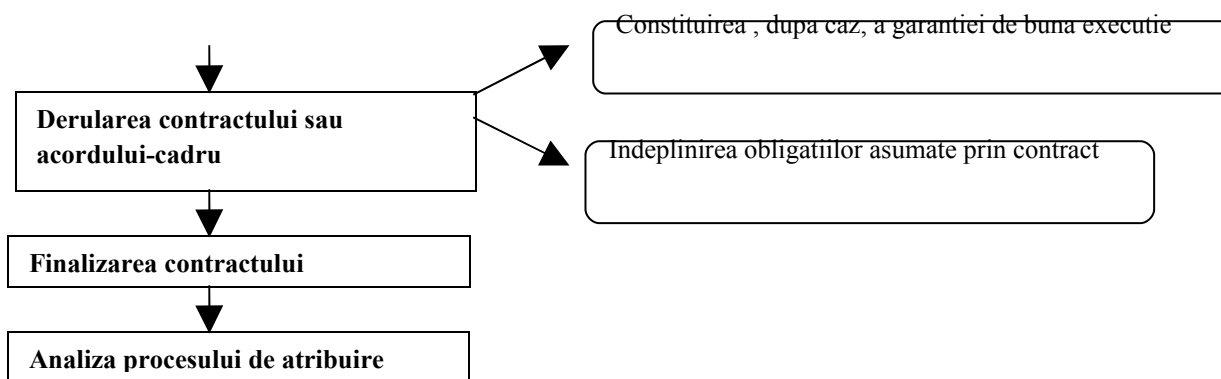 Constituirea , dupa caz, a garantiei de buna executie
Derularea contractului sau
acordului-cadru
Indeplinirea obligatiilor asumate prin contract
Finalizarea contractului
Analiza procesului de atribuire